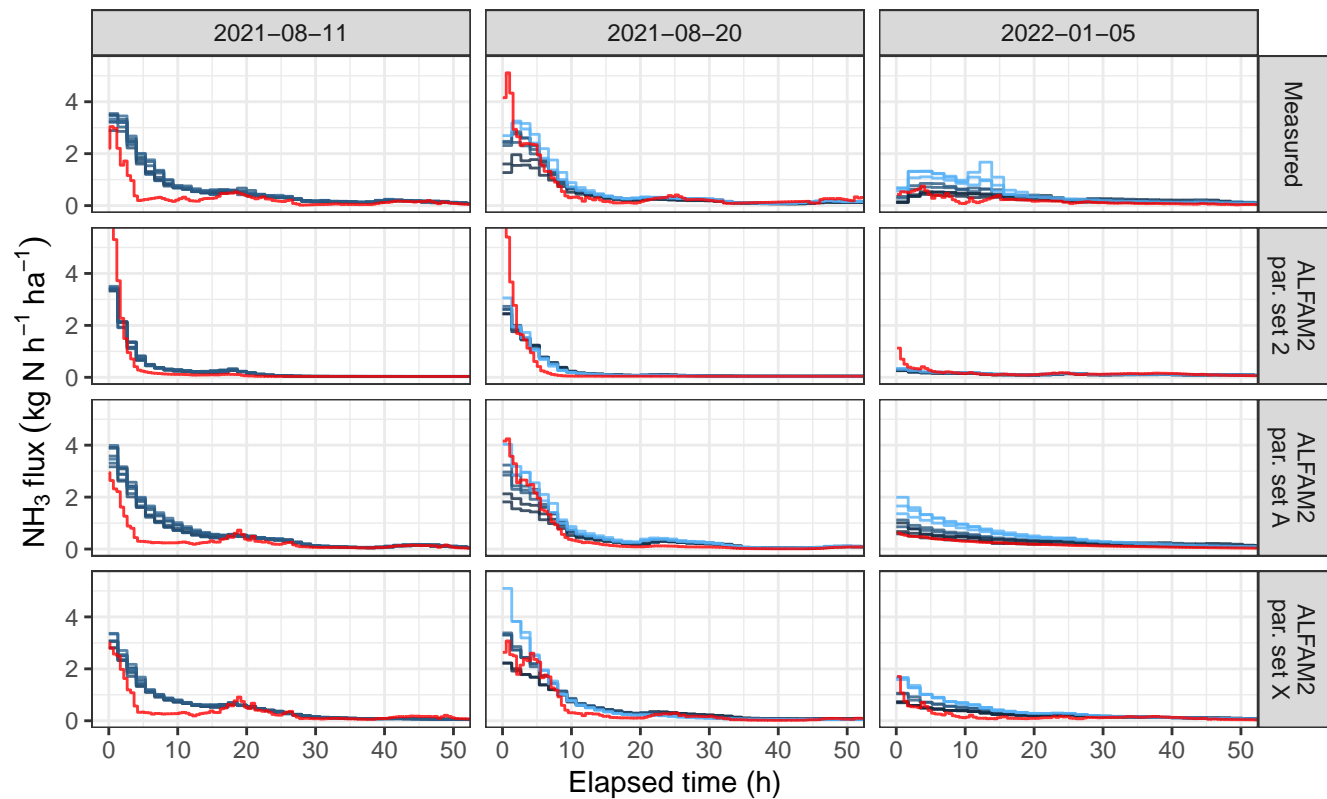 2021−08−11 2021−08−20 2022−01−05
NH₃ flux (kg N h⁻¹ ha⁻¹)
4
2
0
Measured
4
2
0
ALFAM2
par. set 2
4
2
0
ALFAM2
par. set A
4
2
0
ALFAM2
par. set X
0 10 20 30 40 50 0 10 20 30 40 50 0 10 20 30 40 50
Elapsed time (h)